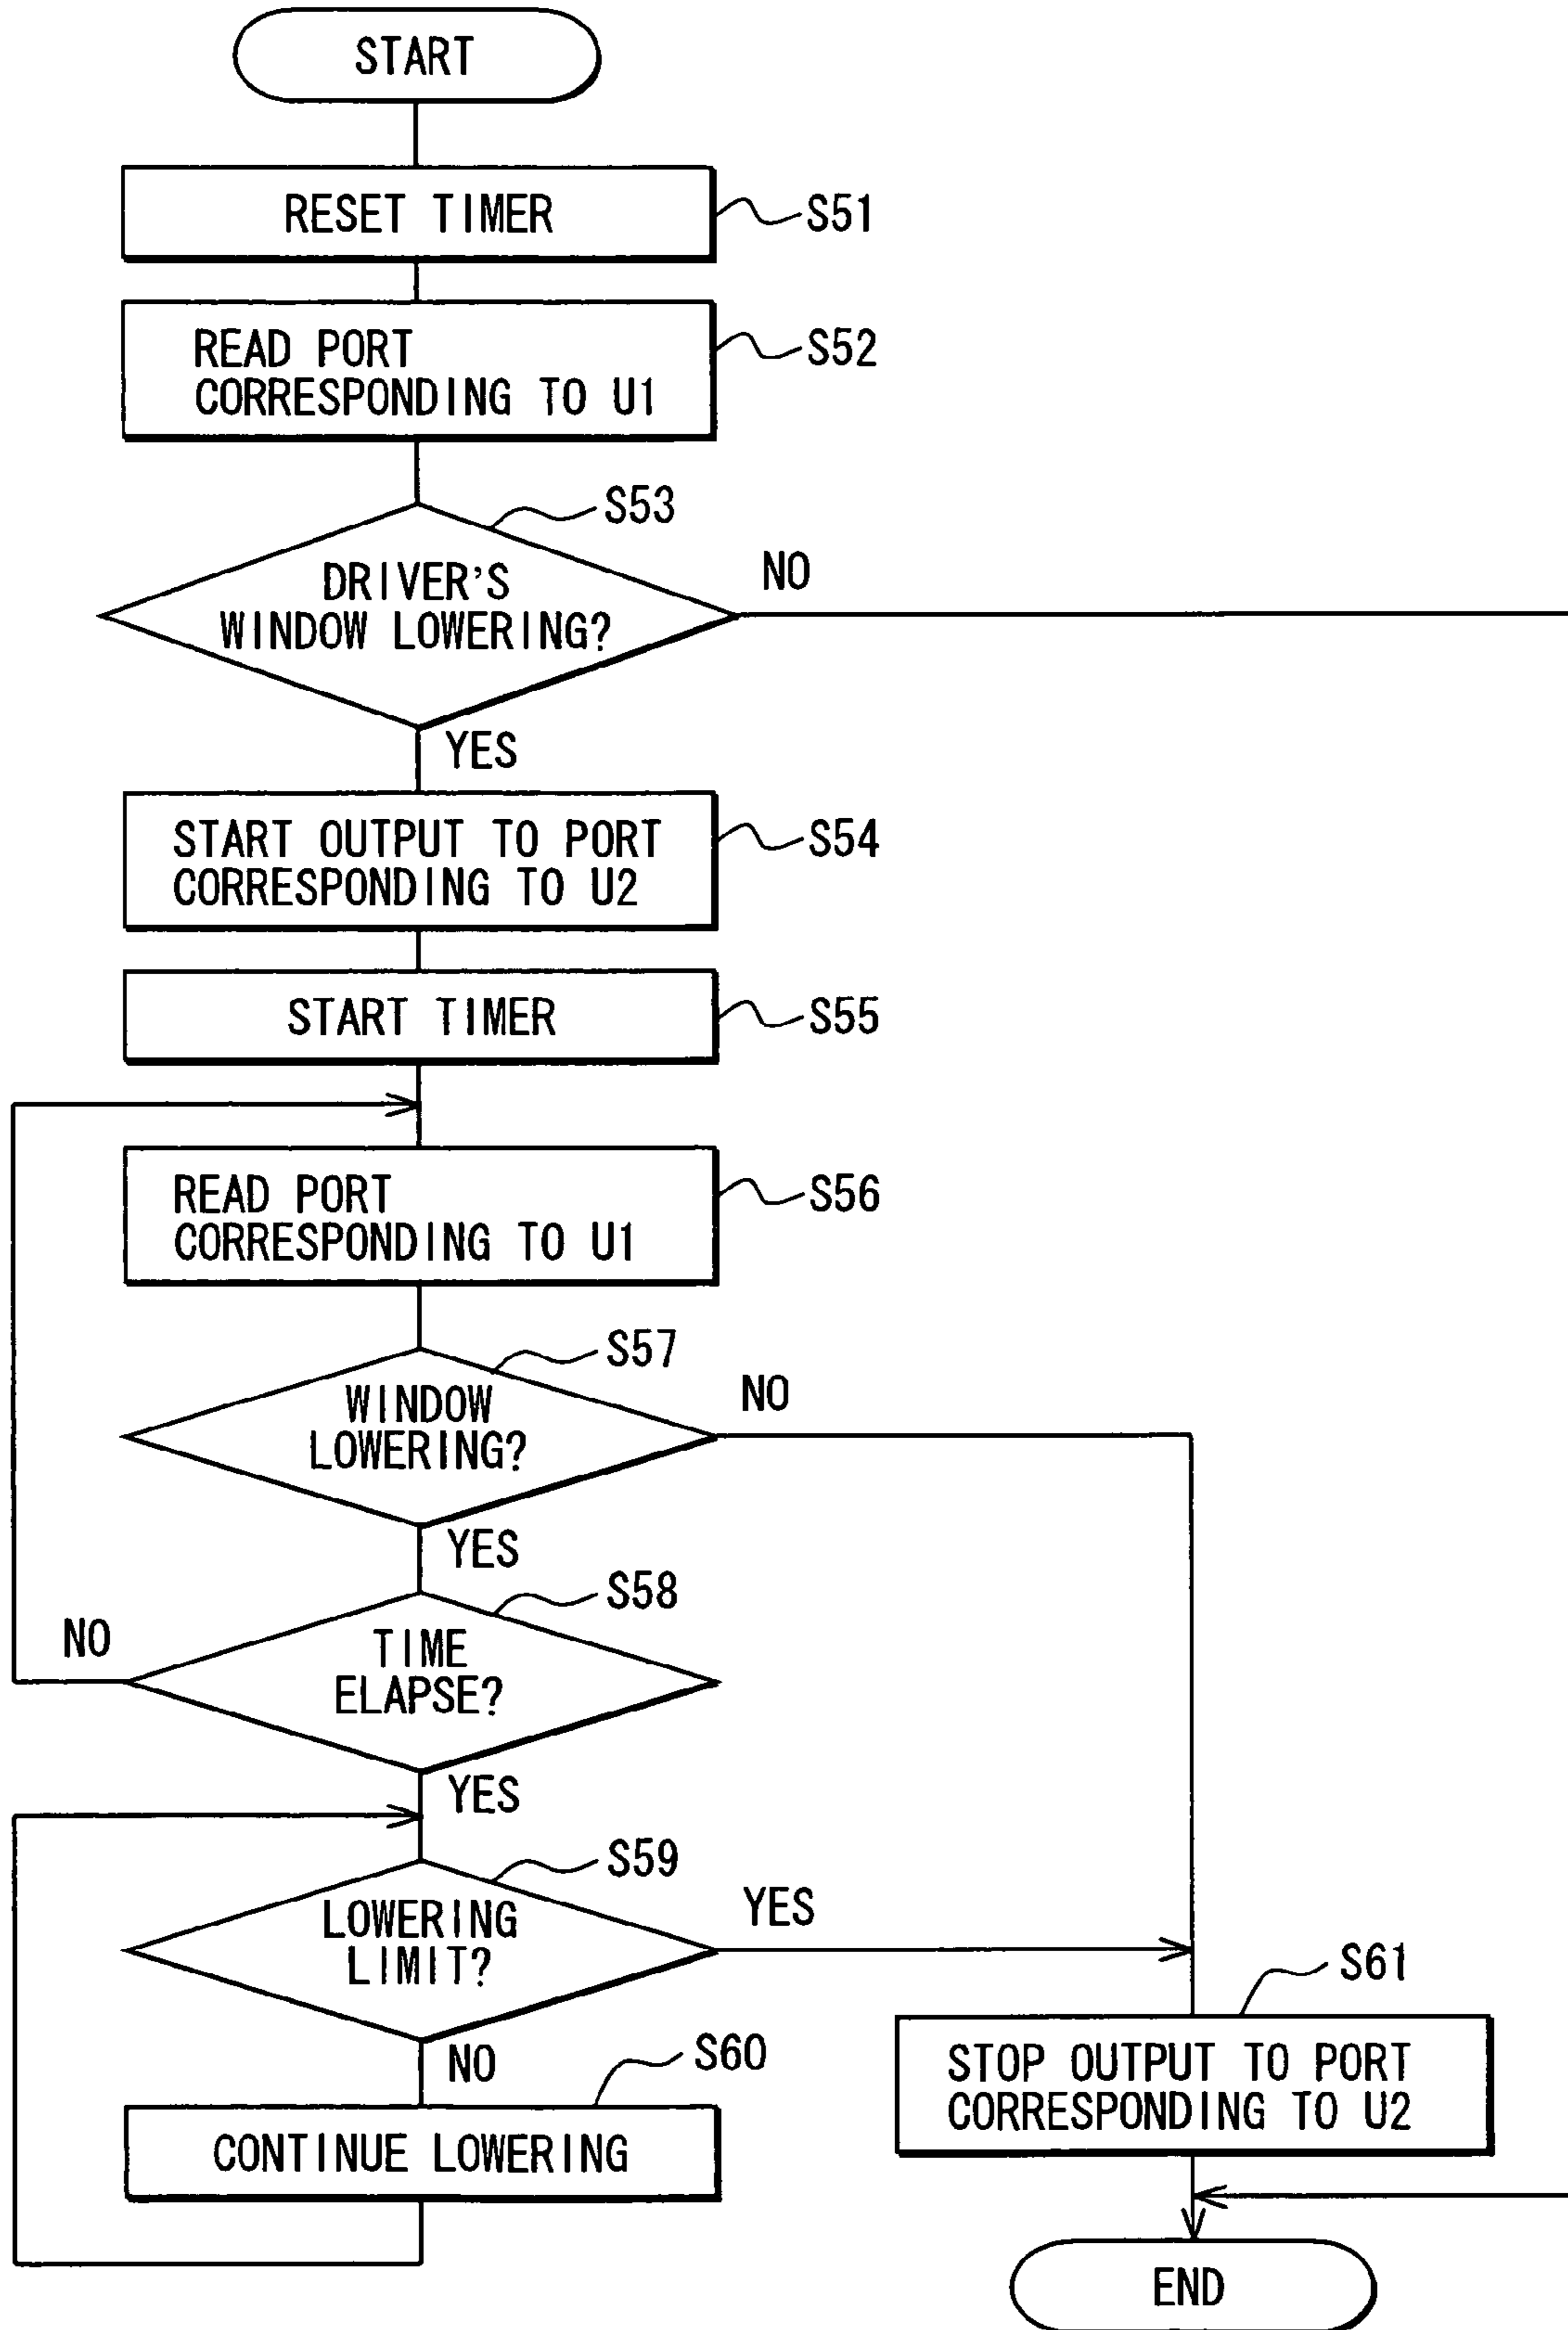 START
RESET TIMER
S51
READ PORT
CORRESPONDING TO U1
S52
S53
DRIVER'S
WINDOW LOWERING?
NO
YES
START OUTPUT TO PORT
CORRESPONDING TO U2
S54
START TIMER
S55
READ PORT
CORRESPONDING TO U1
S56
S57
WINDOW
LOWERING?
NO
YES
S58
NO
TIME
ELAPSE?
YES
S59
LOWERING
LIMIT?
YES
NO
S60
CONTINUE LOWERING
S61
STOP OUTPUT TO PORT
CORRESPONDING TO U2
END